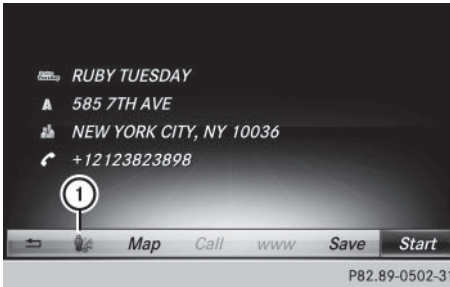 RUBY TUESDAY
A 585 7TH AVE
NEW YORK CITY, NY 10036
+12123823898
1
Map Call www Save Start
P82.89-0502-31